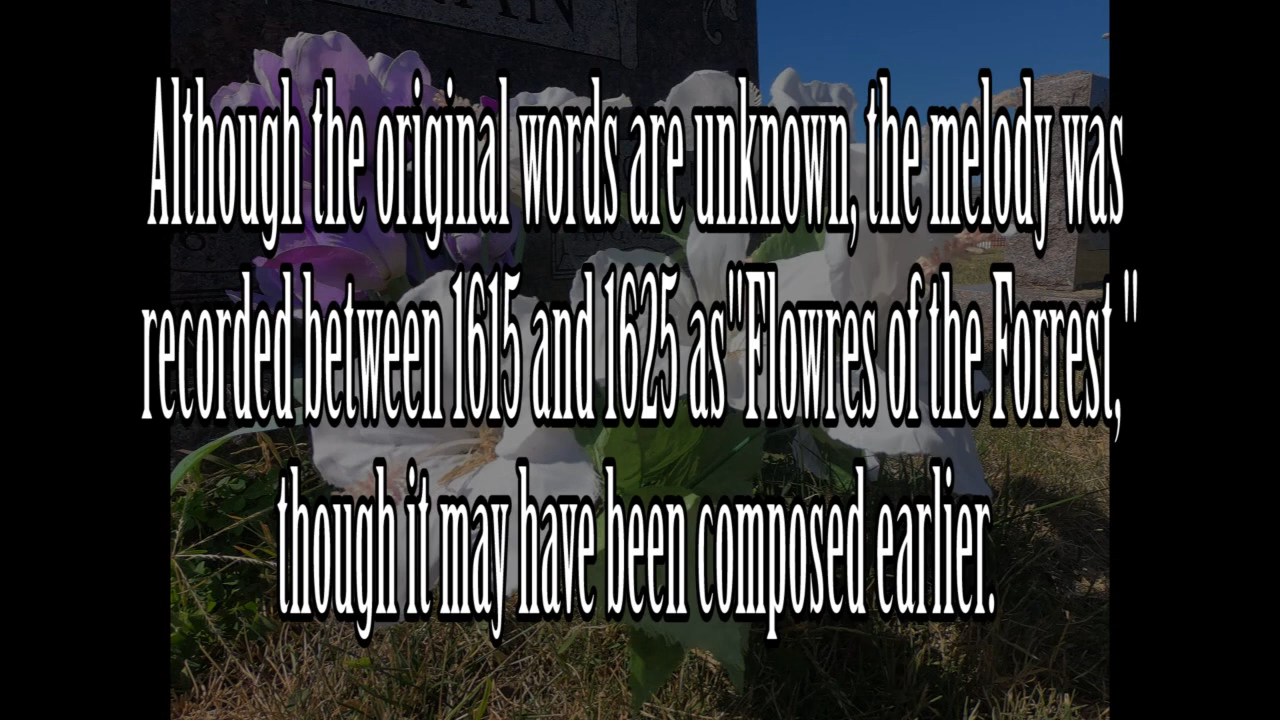 Although the original words are unknown, the melody was
recorded between 1615 and 1625 as "Flowres of the Forrest,"
though it may have been composed earlier.